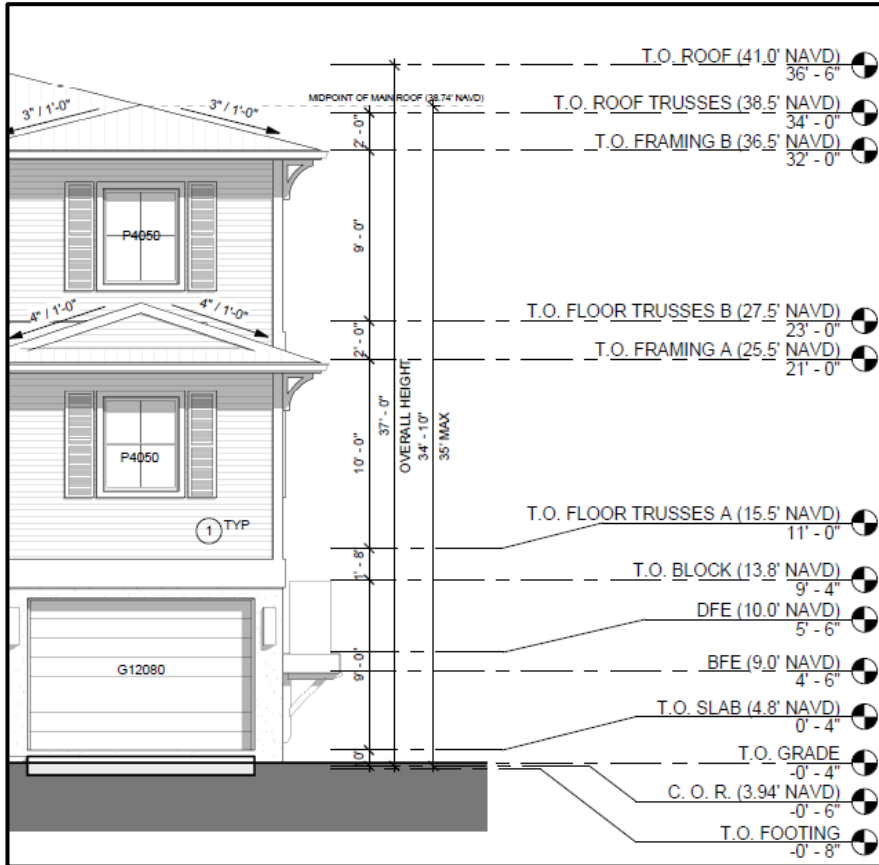 T.O. ROOF (41.0' NAVD)
36' - 6"
MIDPOINT OF MAIN ROOF (38.74' NAVD)
3" / 1'-0"
3" / 1'-0"
T.O. ROOF TRUSSES (38.5' NAVD)
34' - 0"
2' - 0"
T.O. FRAMING B (36.5' NAVD)
32' - 0"
P4050
9' - 0"
4" / 1'-0"
4" / 1'-0"
T.O. FLOOR TRUSSES B (27.5' NAVD)
23' - 0"
2' - 0"
T.O. FRAMING A (25.5' NAVD)
21' - 0"
37' - 0"
OVERALL HEIGHT
34' - 10"
35' MAX
10' - 0"
P4050
1 TYP
T.O. FLOOR TRUSSES A (15.5' NAVD)
11' - 0"
1' - 8"
T.O. BLOCK (13.8' NAVD)
9' - 4"
DFE (10.0' NAVD)
5' - 6"
G12080
9' - 0"
BFE (9.0' NAVD)
4' - 6"
T.O. SLAB (4.8' NAVD)
0' - 4"
T.O. GRADE
-0' - 4"
C. O. R. (3.94' NAVD)
-0' - 6"
T.O. FOOTING
-0' - 8"